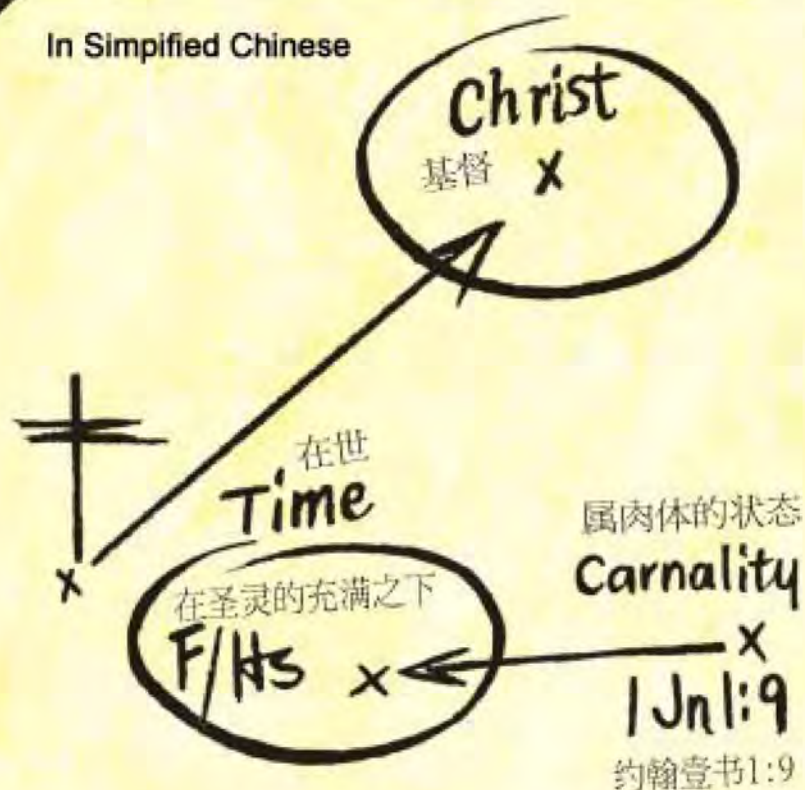 In Simpified Chinese
Christ
基督
在世
Time
属肉体的状态
Carnality
在圣灵的充满之下
F/Hs
1Jn1:9
约翰壹书1:9